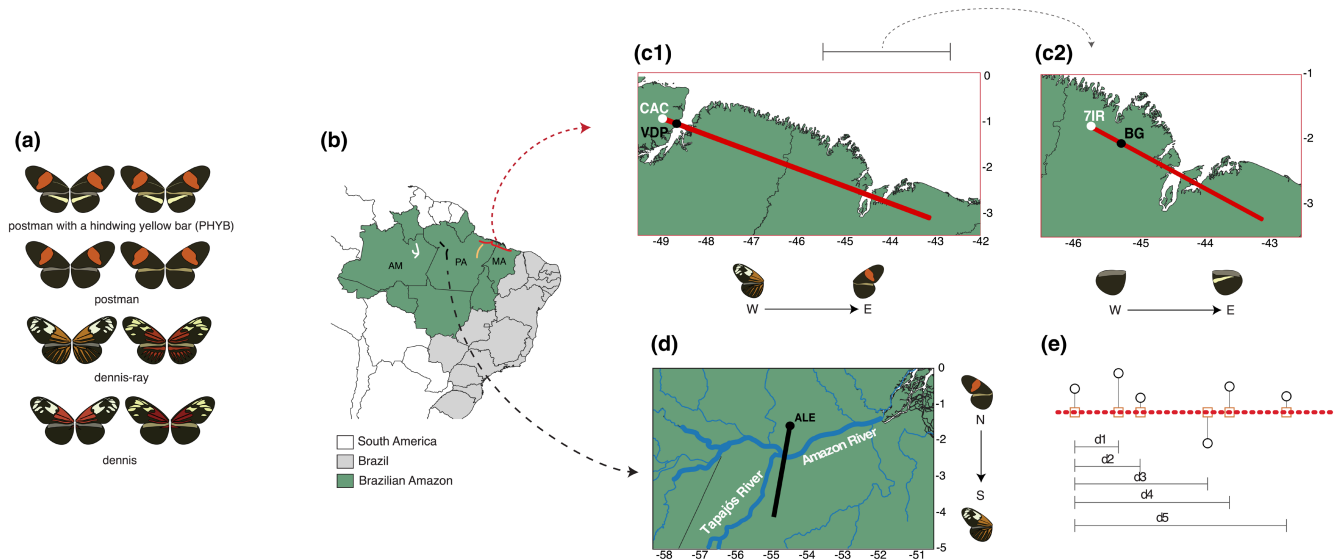 (a)
postman with a hindwing yellow bar (PHYB)
postman
dennis-ray
dennis
(b)
AM
PA
MA
South America
Brazil
Brazilian Amazon
(c1)
CAC
VDP
0
-1
-2
-3
-49 -48 -47 -46 -45 -44 -43 -42
W E
(c2)
7IR
BG
-1
-2
-3
-46 -45 -44 -43
W E
(d)
ALE
Amazon River
Tapajós River
0
-1
-2
-3
-4
-5
-58 -57 -56 -55 -54 -53 -52 -51
N
S
(e)
d1
d2
d3
d4
d5